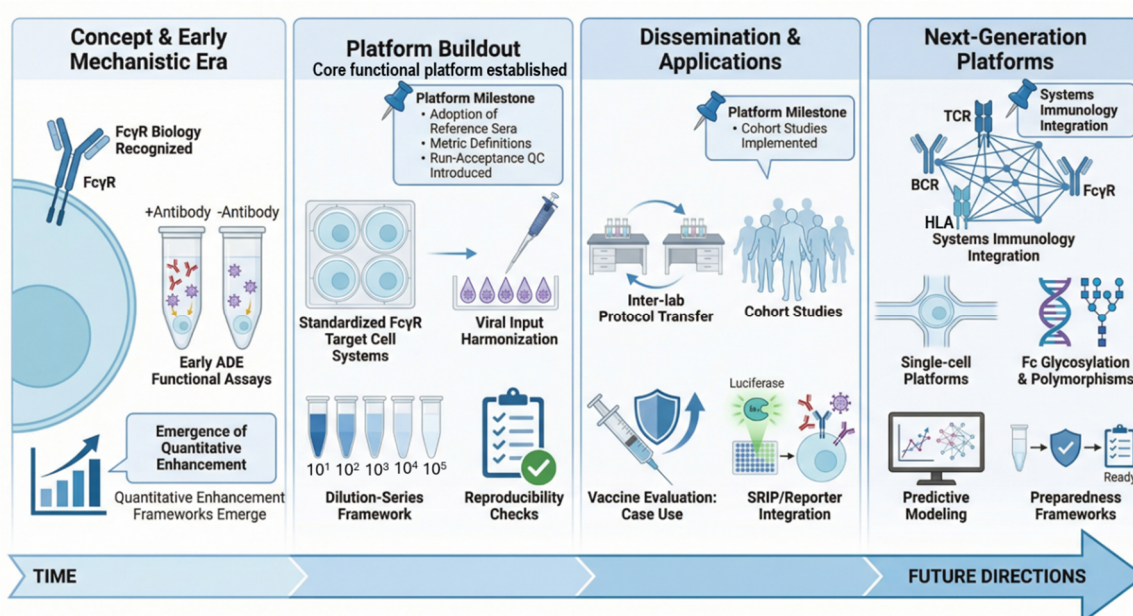 Concept & Early
Mechanistic Era
FcγR Biology
Recognized
FcγR
+Antibody -Antibody
Early ADE
Functional Assays
Emergence of
Quantitative
Enhancement
Quantitative Enhancement
Frameworks Emerge
Platform Buildout
Core functional platform established
Platform Milestone
• Adoption of
Reference Sera
• Metric Definitions
• Run-Acceptance QC
Introduced
Standardized FcγR
Target Cell
Systems
Viral Input
Harmonization
10¹ 10² 10³ 10⁴ 10⁵
Dilution-Series
Framework
Reproducibility
Checks
Dissemination &
Applications
Platform Milestone
• Cohort Studies
Implemented
Inter-lab
Protocol Transfer
Cohort Studies
Vaccine Evaluation:
Case Use
Luciferase
SRIP/Reporter
Integration
Next-Generation
Platforms
Systems
Immunology
Integration
TCR
BCR
FcγR
HLA
Systems Immunology
Integration
Single-cell
Platforms
Fc Glycosylation
& Polymorphisms
Predictive
Modeling
Ready
Preparedness
Frameworks
TIME
FUTURE DIRECTIONS